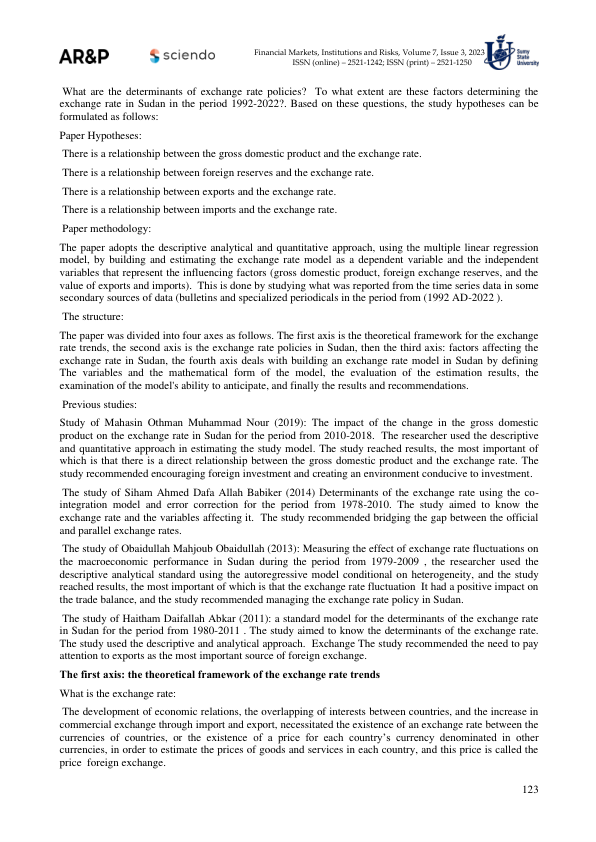 AR&P
sciendo
Financial Markets, Institutions and Risks, Volume 7, Issue 3, 2023
ISSN (online) – 2521-1242; ISSN (print) – 2521-1250
Sumy
State
University
What are the determinants of exchange rate policies?  To what extent are these factors determining the
exchange rate in Sudan in the period 1992-2022?. Based on these questions, the study hypotheses can be
formulated as follows:
Paper Hypotheses:
There is a relationship between the gross domestic product and the exchange rate.
There is a relationship between foreign reserves and the exchange rate.
There is a relationship between exports and the exchange rate.
There is a relationship between imports and the exchange rate.
Paper methodology:
The paper adopts the descriptive analytical and quantitative approach, using the multiple linear regression
model, by building and estimating the exchange rate model as a dependent variable and the independent
variables that represent the influencing factors (gross domestic product, foreign exchange reserves, and the
value of exports and imports).  This is done by studying what was reported from the time series data in some
secondary sources of data (bulletins and specialized periodicals in the period from (1992 AD-2022 ).
The structure:
The paper was divided into four axes as follows. The first axis is the theoretical framework for the exchange
rate trends, the second axis is the exchange rate policies in Sudan, then the third axis: factors affecting the
exchange rate in Sudan, the fourth axis deals with building an exchange rate model in Sudan by defining
The variables and the mathematical form of the model, the evaluation of the estimation results, the
examination of the model's ability to anticipate, and finally the results and recommendations.
Previous studies:
Study of Mahasin Othman Muhammad Nour (2019): The impact of the change in the gross domestic
product on the exchange rate in Sudan for the period from 2010-2018.  The researcher used the descriptive
and quantitative approach in estimating the study model. The study reached results, the most important of
which is that there is a direct relationship between the gross domestic product and the exchange rate. The
study recommended encouraging foreign investment and creating an environment conducive to investment.
The study of Siham Ahmed Dafa Allah Babiker (2014) Determinants of the exchange rate using the co-
integration model and error correction for the period from 1978-2010. The study aimed to know the
exchange rate and the variables affecting it.  The study recommended bridging the gap between the official
and parallel exchange rates.
The study of Obaidullah Mahjoub Obaidullah (2013): Measuring the effect of exchange rate fluctuations on
the macroeconomic performance in Sudan during the period from 1979-2009 , the researcher used the
descriptive analytical standard using the autoregressive model conditional on heterogeneity, and the study
reached results, the most important of which is that the exchange rate fluctuation  It had a positive impact on
the trade balance, and the study recommended managing the exchange rate policy in Sudan.
The study of Haitham Daifallah Abkar (2011): a standard model for the determinants of the exchange rate
in Sudan for the period from 1980-2011 . The study aimed to know the determinants of the exchange rate.
The study used the descriptive and analytical approach.  Exchange The study recommended the need to pay
attention to exports as the most important source of foreign exchange.
The first axis: the theoretical framework of the exchange rate trends
What is the exchange rate:
The development of economic relations, the overlapping of interests between countries, and the increase in
commercial exchange through import and export, necessitated the existence of an exchange rate between the
currencies of countries, or the existence of a price for each country’s currency denominated in other
currencies, in order to estimate the prices of goods and services in each country, and this price is called the
price  foreign exchange.
123